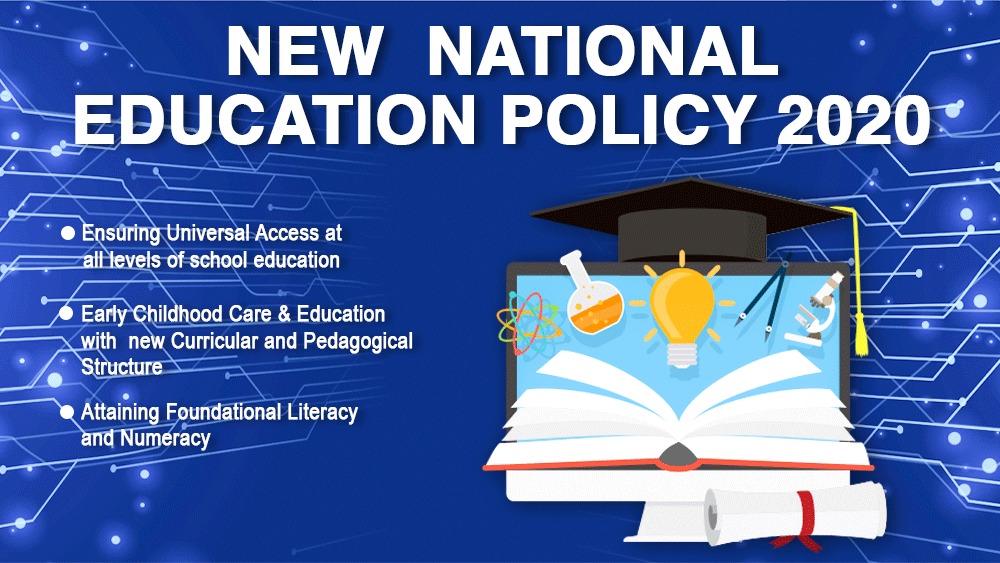 NEW NATIONAL
EDUCATION POLICY 2020
● Ensuring Universal Access at
all levels of school education
● Early Childhood Care & Education
with new Curricular and Pedagogical
Structure
● Attaining Foundational Literacy
and Numeracy